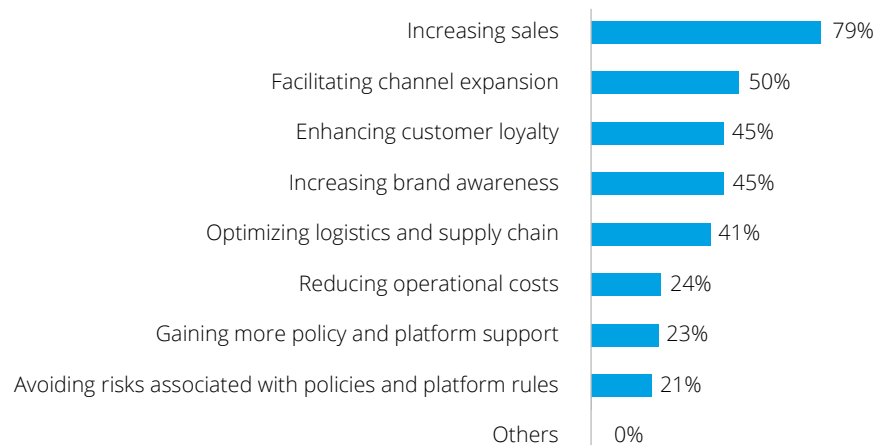 Increasing sales 79%
Facilitating channel expansion 50%
Enhancing customer loyalty 45%
Increasing brand awareness 45%
Optimizing logistics and supply chain 41%
Reducing operational costs 24%
Gaining more policy and platform support 23%
Avoiding risks associated with policies and platform rules 21%
Others 0%